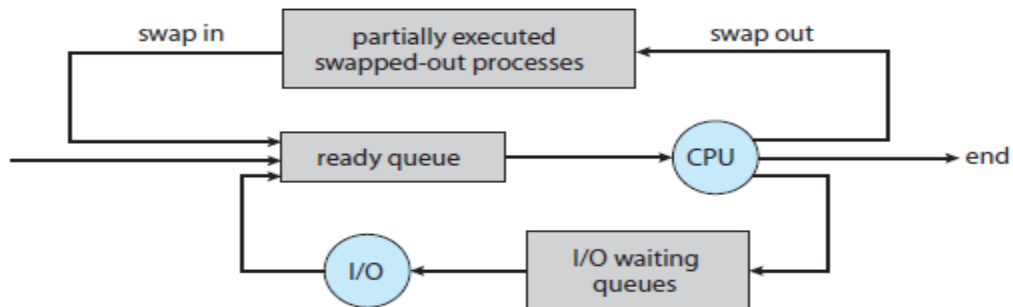 swap in
partially executed
swapped-out processes
swap out
ready queue
CPU
end
I/O
I/O waiting
queues